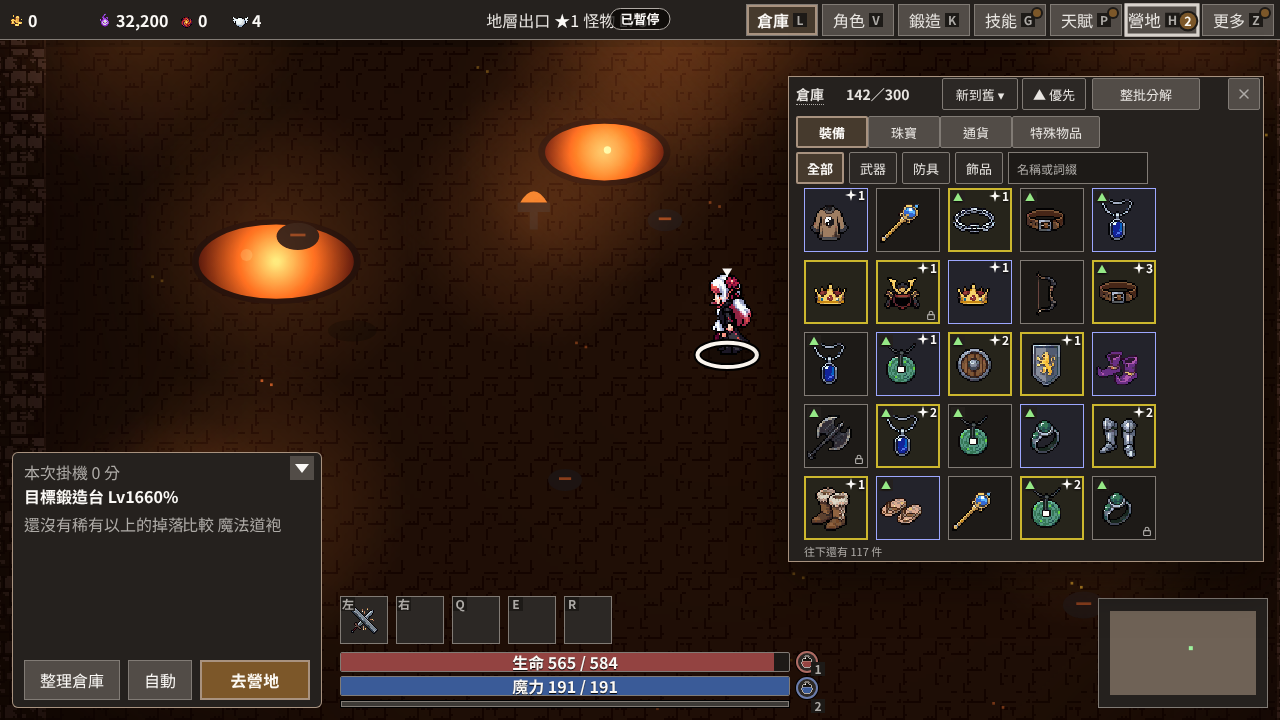 0
32,200
0
4
地層出口 ★1 怪物
已暫停
倉庫 L
角色 V
鍛造 K
技能 G
天賦 P
營地 H 2
更多 Z
倉庫 142／300
新到舊 ▾
▲優先
整批分解
×
裝備
珠寶
通貨
特殊物品
全部
武器
防具
飾品
名稱或詞綴
1
1
1
1
3
1
2
1
2
2
1
2
往下還有 117 件
本次掛機 0 分
目標鍛造台 Lv1660%
還沒有稀有以上的掉落比較 魔法道袍
整理倉庫
自動
去營地
左
右
Q
E
R
生命 565 / 584
1
魔力 191 / 191
2